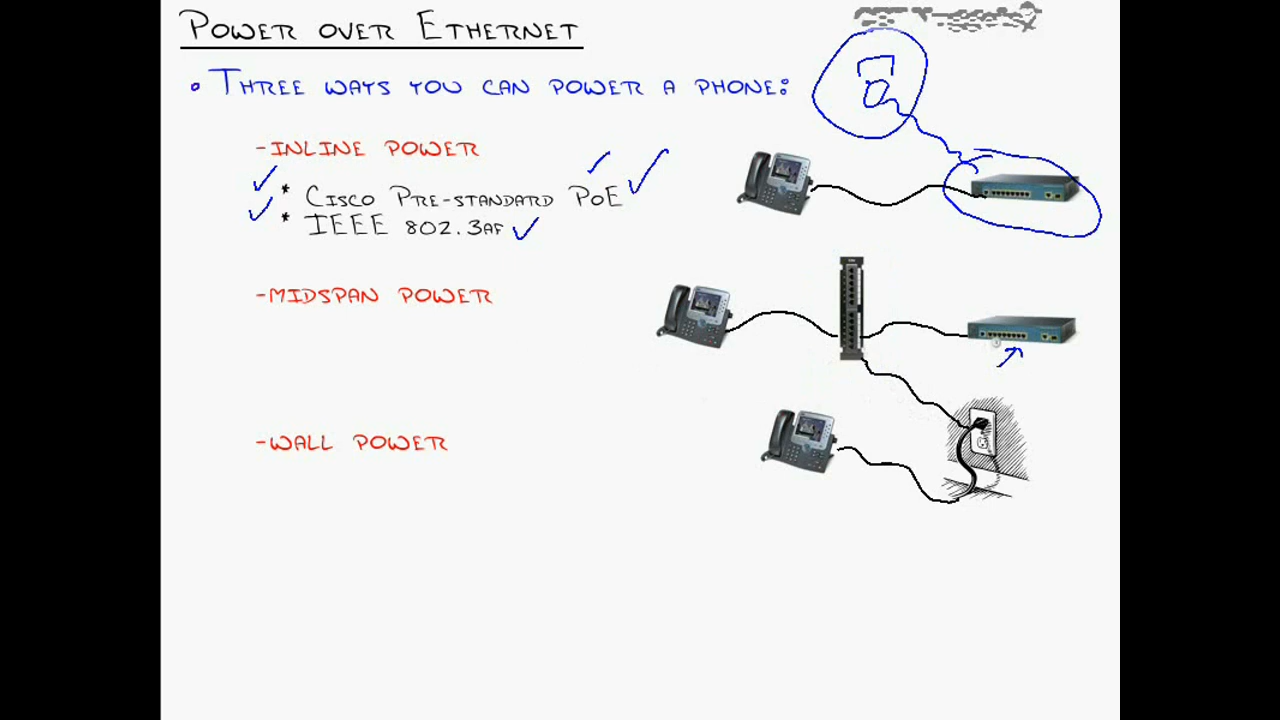 Power over Ethernet
• Three ways you can power a phone:
-Inline Power
* Cisco Pre-standard PoE
* IEEE 802.3af
-Midspan Power
-Wall Power